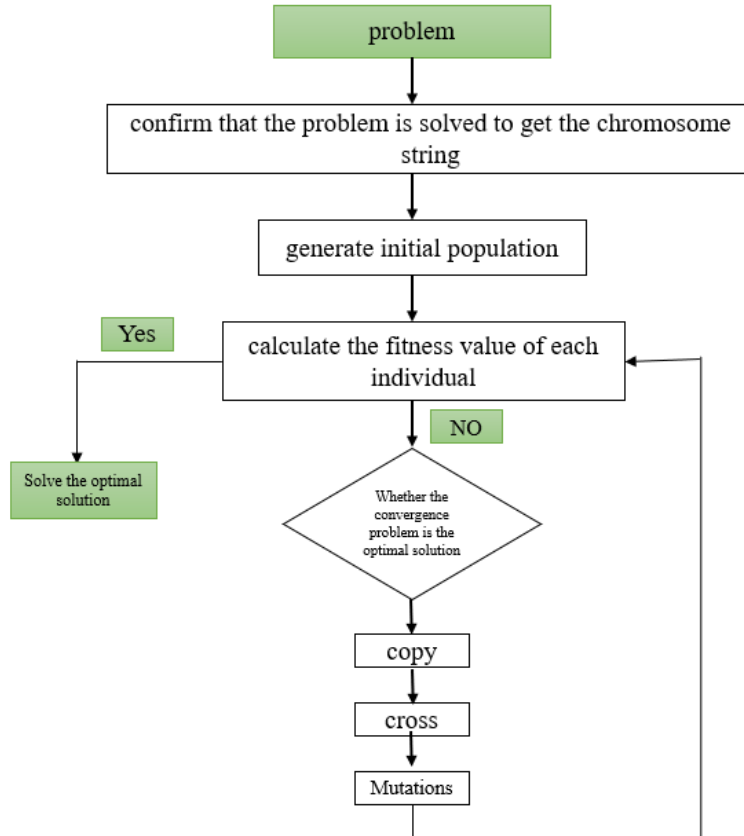 problem
confirm that the problem is solved to get the chromosome
string
generate initial population
Yes
calculate the fitness value of each
individual
NO
Solve the optimal
solution
Whether the
convergence
problem is the
optimal solution
copy
cross
Mutations